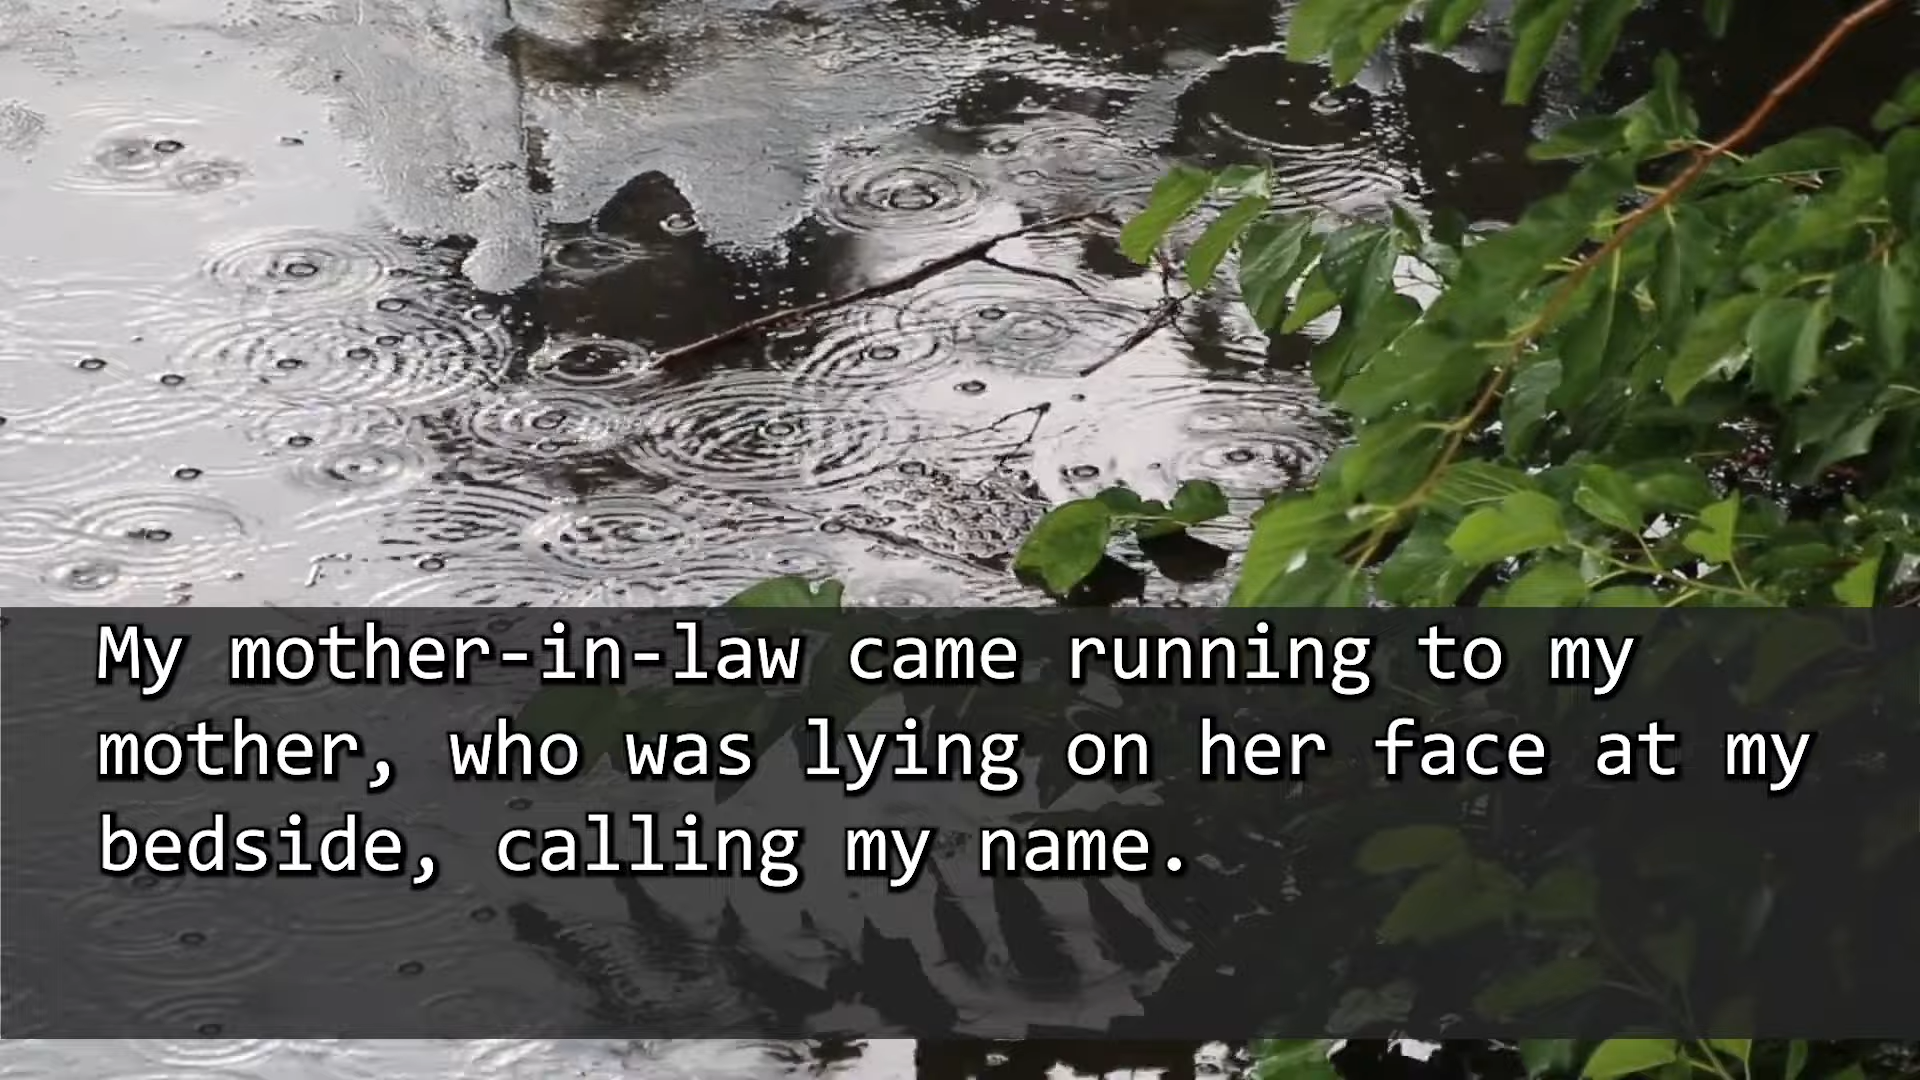 My mother-in-law came running to my
mother, who was lying on her face at my
bedside, calling my name.